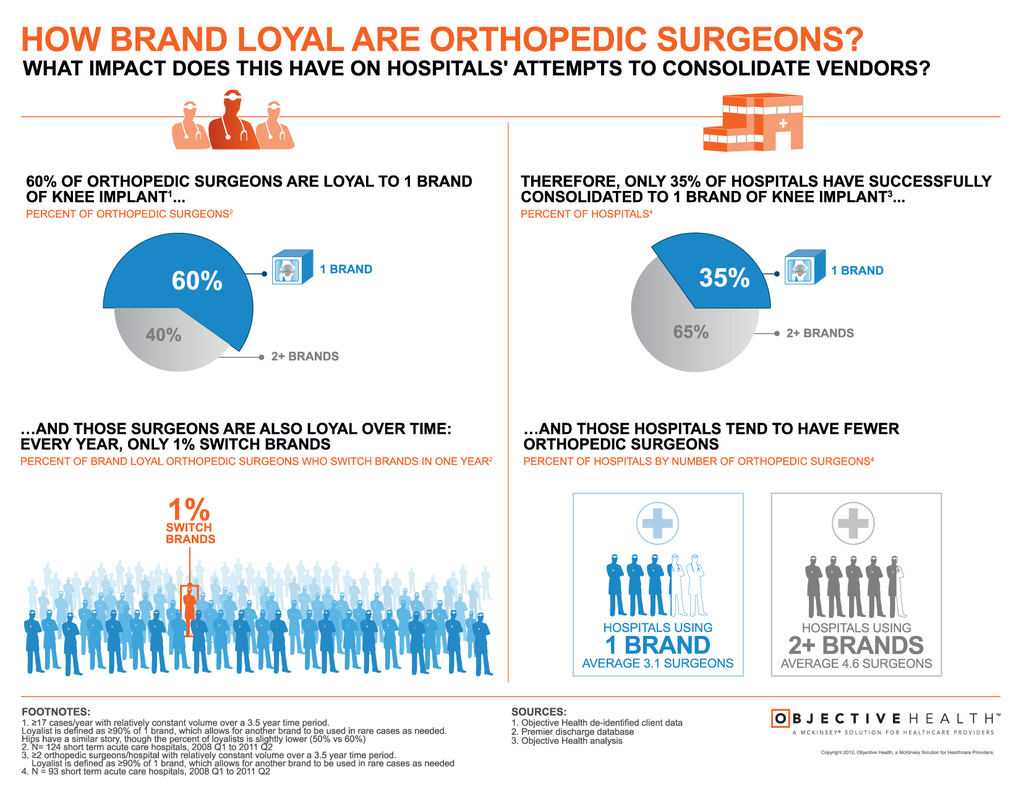 HOW BRAND LOYAL ARE ORTHOPEDIC SURGEONS?
WHAT IMPACT DOES THIS HAVE ON HOSPITALS' ATTEMPTS TO CONSOLIDATE VENDORS?
60% OF ORTHOPEDIC SURGEONS ARE LOYAL TO 1 BRAND
OF KNEE IMPLANT¹...
PERCENT OF ORTHOPEDIC SURGEONS²
60%
1 BRAND
40%
2+ BRANDS
…AND THOSE SURGEONS ARE ALSO LOYAL OVER TIME:
EVERY YEAR, ONLY 1% SWITCH BRANDS
PERCENT OF BRAND LOYAL ORTHOPEDIC SURGEONS WHO SWITCH BRANDS IN ONE YEAR²
1%
SWITCH
BRANDS
THEREFORE, ONLY 35% OF HOSPITALS HAVE SUCCESSFULLY
CONSOLIDATED TO 1 BRAND OF KNEE IMPLANT³...
PERCENT OF HOSPITALS⁴
35%
1 BRAND
65%
2+ BRANDS
…AND THOSE HOSPITALS TEND TO HAVE FEWER
ORTHOPEDIC SURGEONS
PERCENT OF HOSPITALS BY NUMBER OF ORTHOPEDIC SURGEONS⁴
HOSPITALS USING
1 BRAND
AVERAGE 3.1 SURGEONS
HOSPITALS USING
2+ BRANDS
AVERAGE 4.6 SURGEONS
FOOTNOTES:
1. ≥17 cases/year with relatively constant volume over a 3.5 year time period.
Loyalist is defined as ≥90% of 1 brand, which allows for another brand to be used in rare cases as needed.
Hips have a similar story, though the percent of loyalists is slightly lower (50% vs 60%)
2. N= 124 short term acute care hospitals, 2008 Q1 to 2011 Q2
3. ≥2 orthopedic surgeons/hospital with relatively constant volume over a 3.5 year time period.
Loyalist is defined as ≥90% of 1 brand, which allows for another brand to be used in rare cases as needed
4. N = 93 short term acute care hospitals, 2008 Q1 to 2011 Q2
SOURCES:
1. Objective Health de-identified client data
2. Premier discharge database
3. Objective Health analysis
OBJECTIVE HEALTH™
A MCKINSEY® SOLUTION FOR HEALTHCARE PROVIDERS
Copyright 2012, Objective Health, a McKinsey Solution for Healthcare Providers.